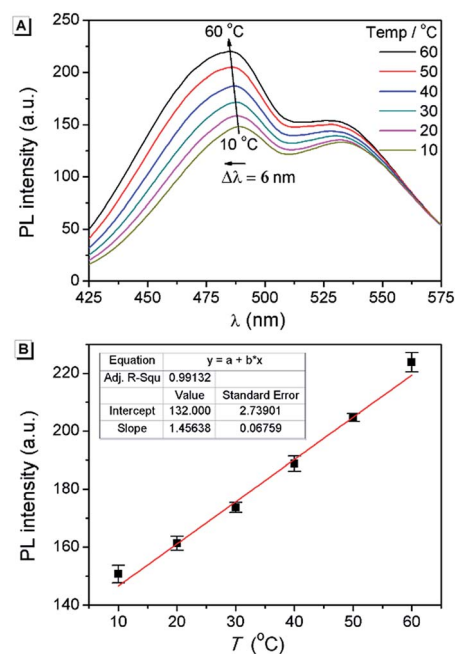 A
60 °C
10 °C
Δλ = 6 nm
Temp / °C
60
50
40
30
20
10
PL intensity (a.u.)
250
200
150
100
50
0
425 450 475 500 525 550 575
λ (nm)
B
Equation y = a + b*x
Adj. R-Squ 0.99132
Value Standard Error
Intercept 132.000 2.73901
Slope 1.45638 0.06759
PL intensity (a.u.)
220
200
180
160
140
10 20 30 40 50 60
T (°C)